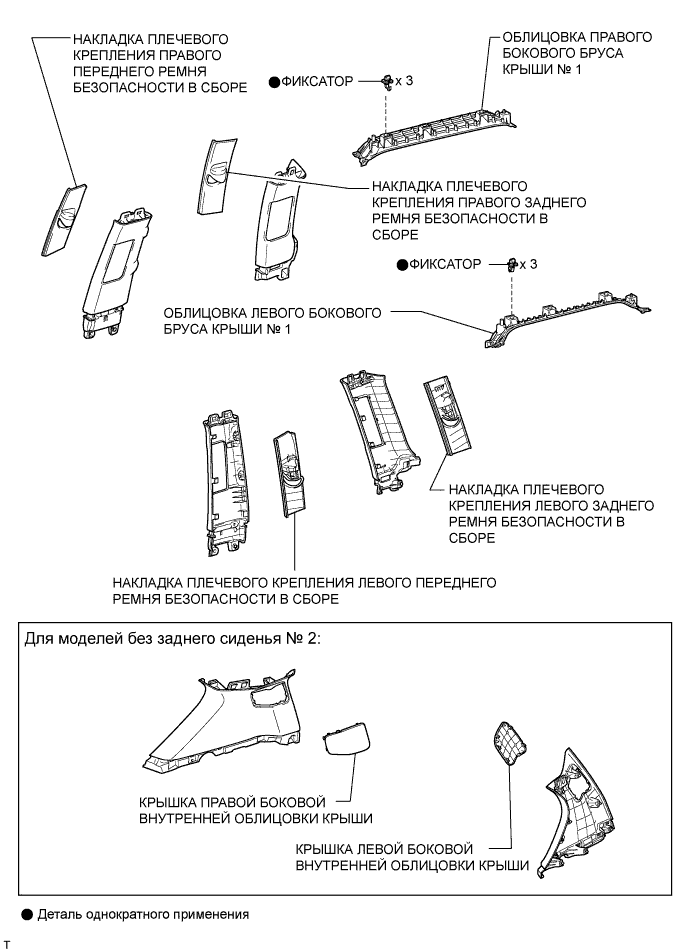 НАКЛАДКА ПЛЕЧЕВОГО
КРЕПЛЕНИЯ ПРАВОГО
ПЕРЕДНЕГО РЕМНЯ
БЕЗОПАСНОСТИ В СБОРЕ
ОБЛИЦОВКА ПРАВОГО
БОКОВОГО БРУСА
КРЫШИ № 1
ФИКСАТОР
x 3
НАКЛАДКА ПЛЕЧЕВОГО
КРЕПЛЕНИЯ ПРАВОГО ЗАДНЕГО
РЕМНЯ БЕЗОПАСНОСТИ В
СБОРЕ
ФИКСАТОР
x 3
ОБЛИЦОВКА ЛЕВОГО БОКОВОГО
БРУСА КРЫШИ № 1
НАКЛАДКА ПЛЕЧЕВОГО
КРЕПЛЕНИЯ ЛЕВОГО ЗАДНЕГО
РЕМНЯ БЕЗОПАСНОСТИ В
СБОРЕ
НАКЛАДКА ПЛЕЧЕВОГО КРЕПЛЕНИЯ ЛЕВОГО ПЕРЕДНЕГО
РЕМНЯ БЕЗОПАСНОСТИ В СБОРЕ
Для моделей без заднего сиденья № 2:
КРЫШКА ПРАВОЙ БОКОВОЙ
ВНУТРЕННЕЙ ОБЛИЦОВКИ КРЫШИ
КРЫШКА ЛЕВОЙ БОКОВОЙ
ВНУТРЕННЕЙ ОБЛИЦОВКИ КРЫШИ
Деталь однократного применения
T